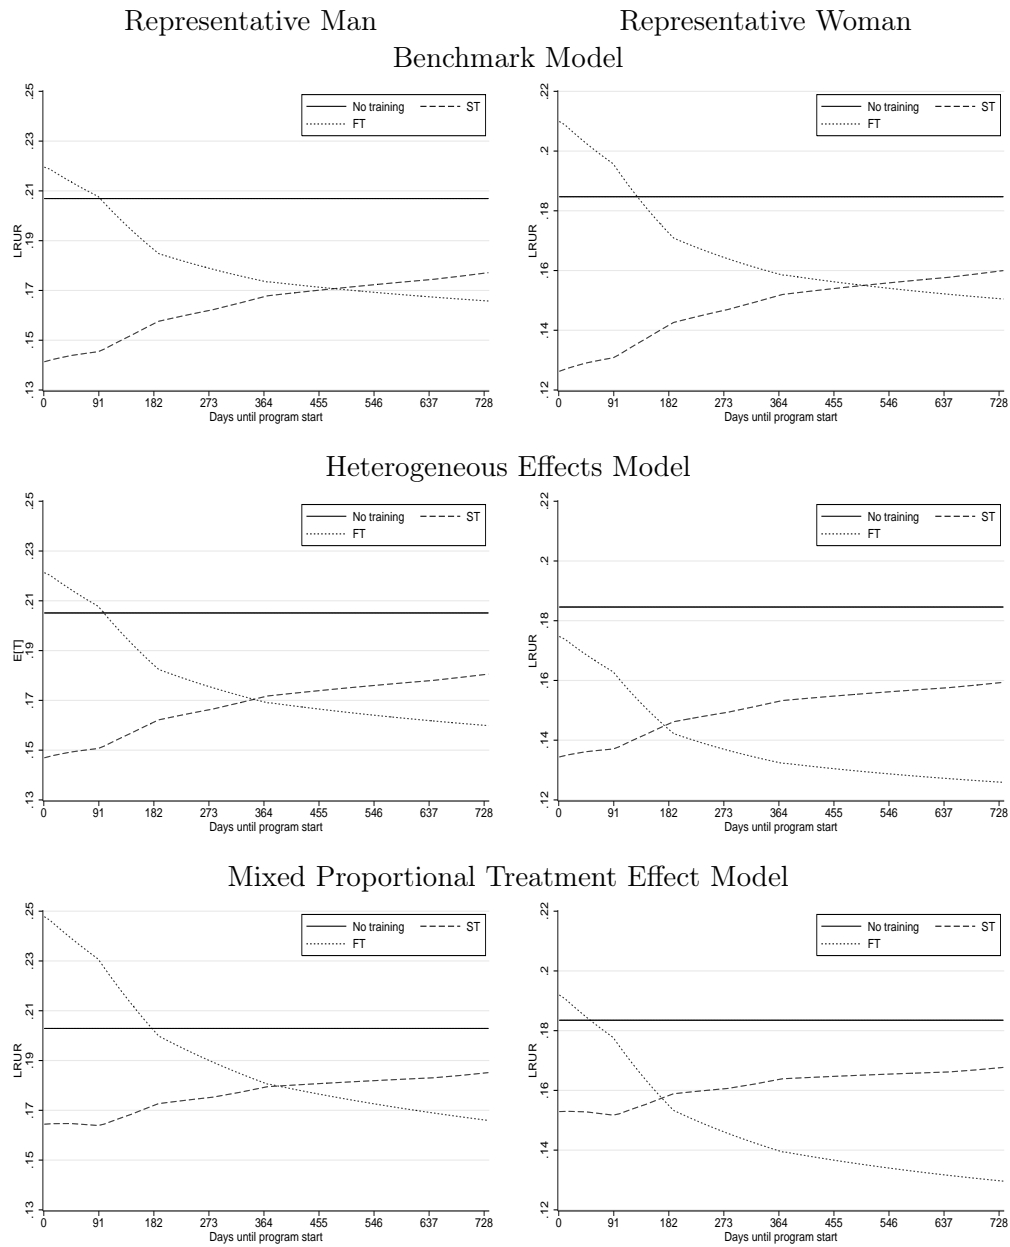 Representative Man
Representative Woman
Benchmark Model
.25
.23
.21
.19
.17
.15
.13
LRUR
No training
ST
FT
0 91 182 273 364 455 546 637 728
Days until program start
.22
.2
.18
.16
.14
.12
LRUR
No training
ST
FT
0 91 182 273 364 455 546 637 728
Days until program start
Heterogeneous Effects Model
.25
.23
.21
.19
.17
.15
.13
E[T]
No training
ST
FT
0 91 182 273 364 455 546 637 728
Days until program start
.22
.2
.18
.16
.14
.12
LRUR
No training
ST
FT
0 91 182 273 364 455 546 637 728
Days until program start
Mixed Proportional Treatment Effect Model
.25
.23
.21
.19
.17
.15
.13
LRUR
No training
ST
FT
0 91 182 273 364 455 546 637 728
Days until program start
.22
.2
.18
.16
.14
.12
LRUR
No training
ST
FT
0 91 182 273 364 455 546 637 728
Days until program start